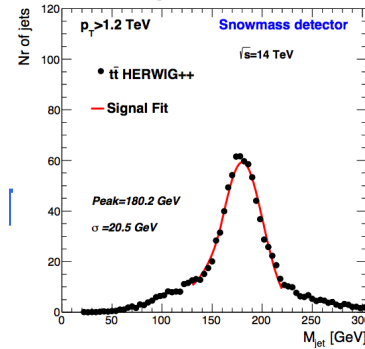 Nr of jets
120
100
80
60
40
20
0
p_T>1.2 TeV
Snowmass detector
√s=14 TeV
tt̄ HERWIG++
Signal Fit
Peak=180.2 GeV
σ =20.5 GeV
0 50 100 150 200 250 300
M_jet [GeV]